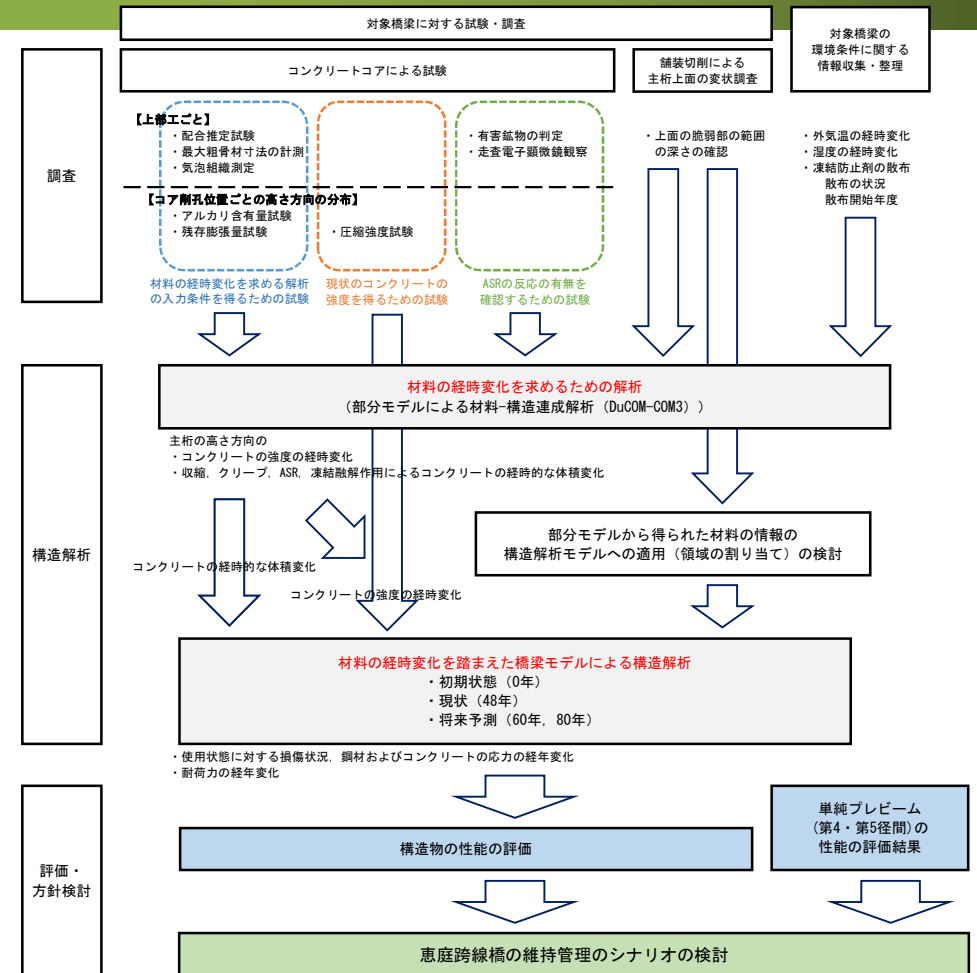 対象橋梁に対する試験・調査
対象橋梁の
環境条件に関する
情報収集・整理
コンクリートコアによる試験
舗装切削による
主桁上面の変状調査
調査
【上部工ごと】
・配合推定試験
・最大粗骨材寸法の計測
・気泡組織測定
・有害鉱物の判定
・走査電子顕微鏡観察
・上面の脆弱部の範囲
の深さの確認
・外気温の経時変化
・湿度の経時変化
・凍結防止剤の散布
散布の状況
散布開始年度
【コア削孔位置ごとの高さ方向の分布】
・アルカリ含有量試験
・残存膨張量試験
・圧縮強度試験
材料の経時変化を求める解析
の入力条件を得るための試験
現状のコンクリートの
強度を得るための試験
ASRの反応の有無を
確認するための試験
構造解析
材料の経時変化を求めるための解析
（部分モデルによる材料-構造連成解析（DuCOM-COM3））
主桁の高さ方向の
・コンクリートの強度の経時変化
・収縮，クリープ，ASR，凍結融解作用によるコンクリートの経時的な体積変化
部分モデルから得られた材料の情報の
構造解析モデルへの適用（領域の割り当て）の検討
コンクリートの経時的な体積変化
コンクリートの強度の経時変化
材料の経時変化を踏まえた橋梁モデルによる構造解析
・初期状態（0年）
・現状（48年）
・将来予測（60年，80年）
・使用状態に対する損傷状況，鋼材およびコンクリートの応力の経年変化
・耐荷力の経年変化
評価・
方針検討
構造物の性能の評価
単純プレビーム
(第4・第5径間)の
性能の評価結果
恵庭跨線橋の維持管理のシナリオの検討